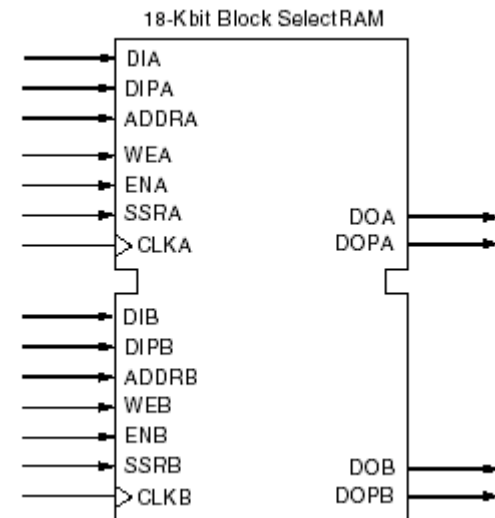 18-Kbit Block SelectRAM
DIA
DIPA
ADDRA
WEA
ENA
SSRA
DOA
CLKA
DOPA
DIB
DIPB
ADDRB
WEB
ENB
SSRB
DOB
CLKB
DOPB